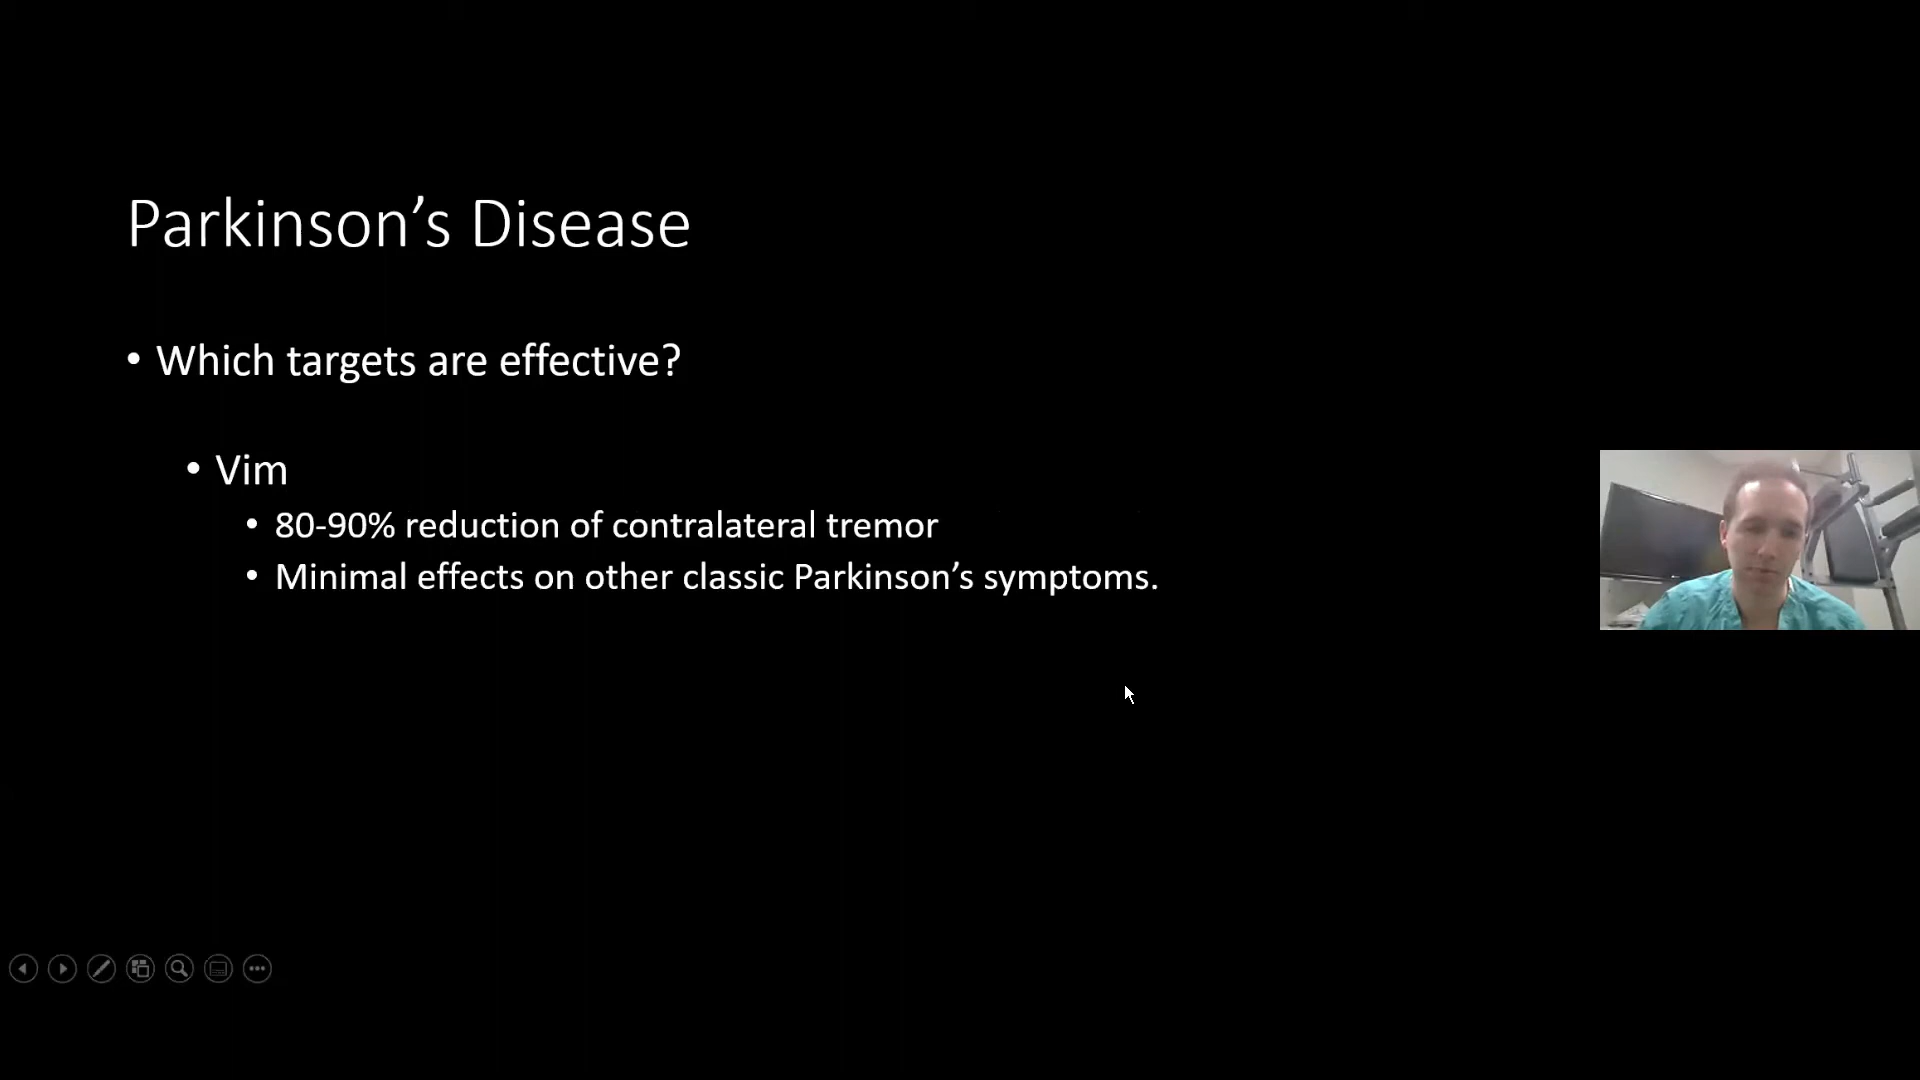 Parkinson’s Disease
• Which targets are effective?
• Vim
• 80-90% reduction of contralateral tremor
• Minimal effects on other classic Parkinson’s symptoms.